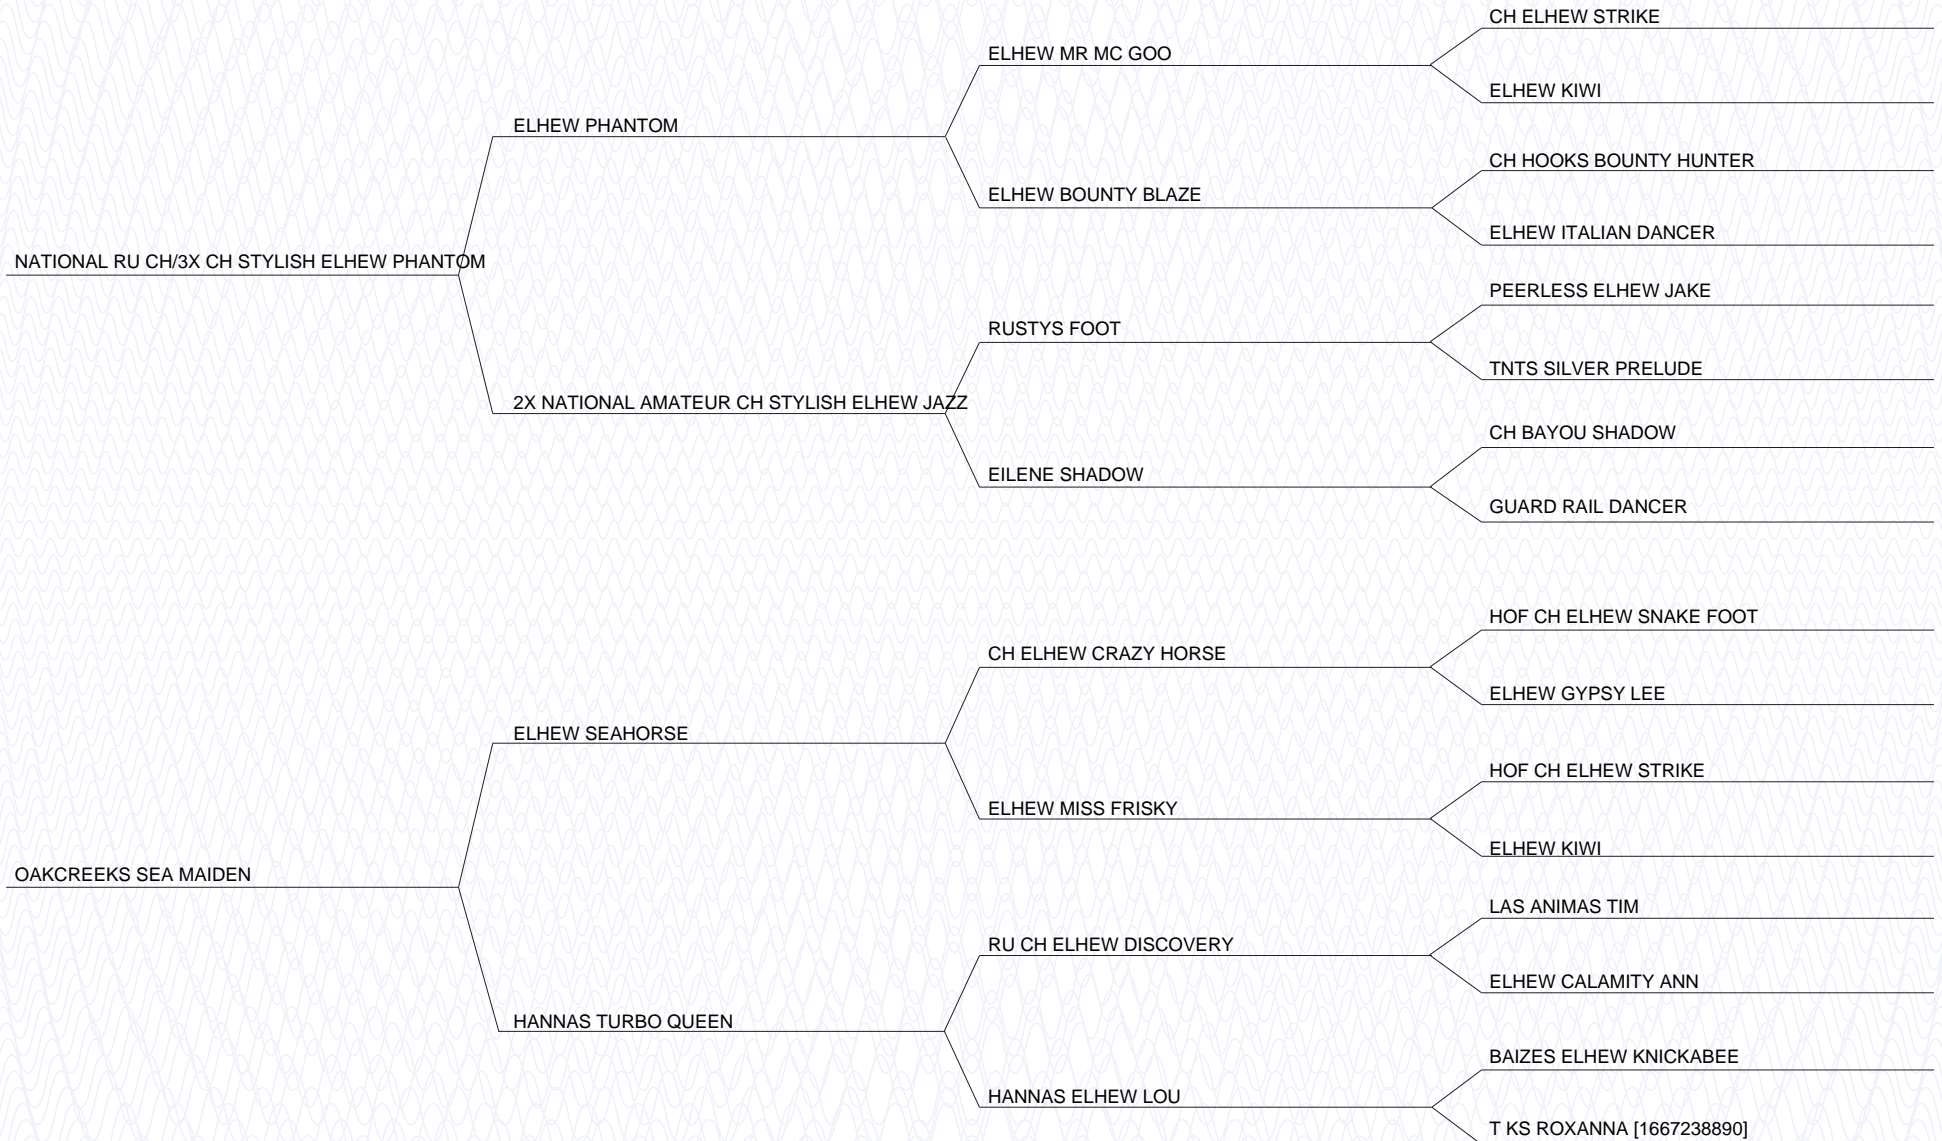 CH ELHEW STRIKE
ELHEW MR MC GOO
ELHEW KIWI
ELHEW PHANTOM
CH HOOKS BOUNTY HUNTER
ELHEW BOUNTY BLAZE
ELHEW ITALIAN DANCER
NATIONAL RU CH/3X CH STYLISH ELHEW PHANTOM
PEERLESS ELHEW JAKE
RUSTYS FOOT
TNTS SILVER PRELUDE
2X NATIONAL AMATEUR CH STYLISH ELHEW JAZZ
CH BAYOU SHADOW
EILENE SHADOW
GUARD RAIL DANCER
HOF CH ELHEW SNAKE FOOT
CH ELHEW CRAZY HORSE
ELHEW GYPSY LEE
ELHEW SEAHORSE
HOF CH ELHEW STRIKE
ELHEW MISS FRISKY
ELHEW KIWI
OAKCREEKS SEA MAIDEN
LAS ANIMAS TIM
RU CH ELHEW DISCOVERY
ELHEW CALAMITY ANN
HANNAS TURBO QUEEN
BAIZES ELHEW KNICKABEE
HANNAS ELHEW LOU
T KS ROXANNA [1667238890]